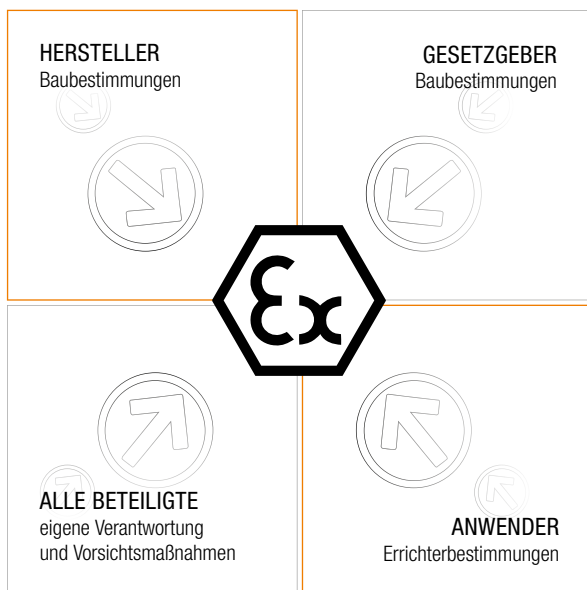 HERSTELLER
Baubestimmungen
GESETZGEBER
Baubestimmungen
Ex
ALLE BETEILIGTE
eigene Verantwortung
und Vorsichtsmaßnahmen
ANWENDER
Errichterbestimmungen